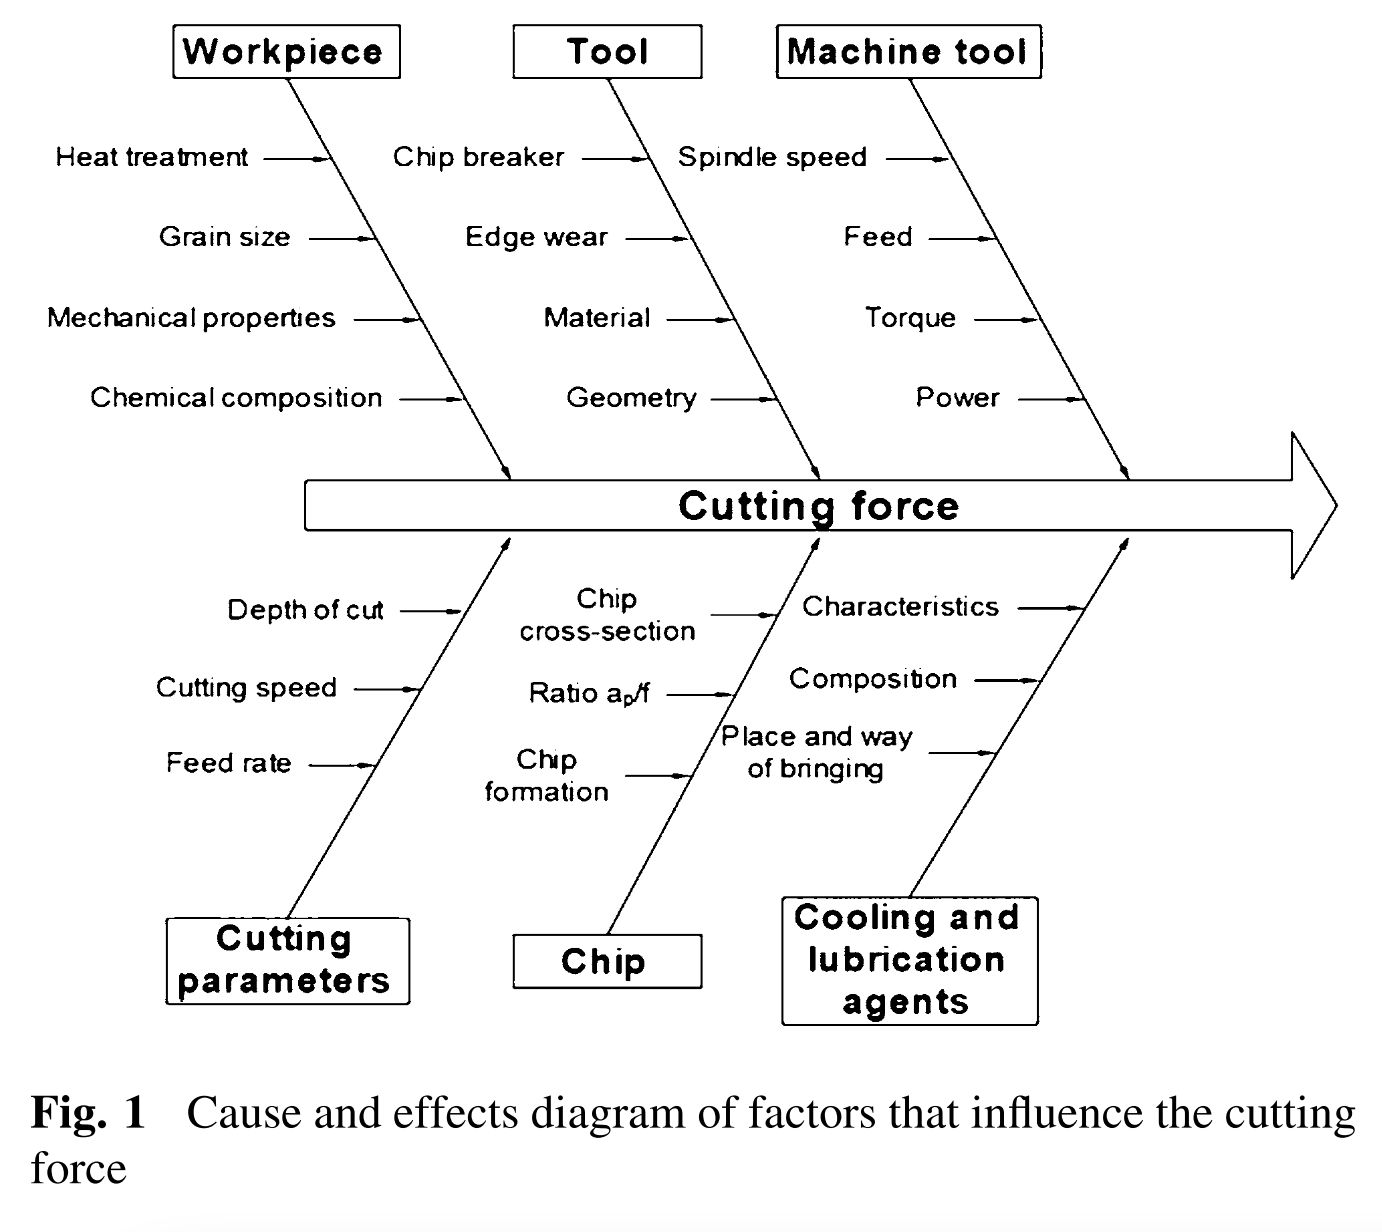 Workpiece
Tool
Machine tool
Heat treatment
Chip breaker
Spindle speed
Grain size
Edge wear
Feed
Mechanical properties
Material
Torque
Chemical composition
Geometry
Power
Cutting force
Depth of cut
Chip
cross-section
Characteristics
Cutting speed
Ratio aₚ/f
Composition
Feed rate
Chip
formation
Place and way
of bringing
Cutting
parameters
Chip
Cooling and
lubrication
agents
Fig. 1 Cause and effects diagram of factors that influence the cutting
force